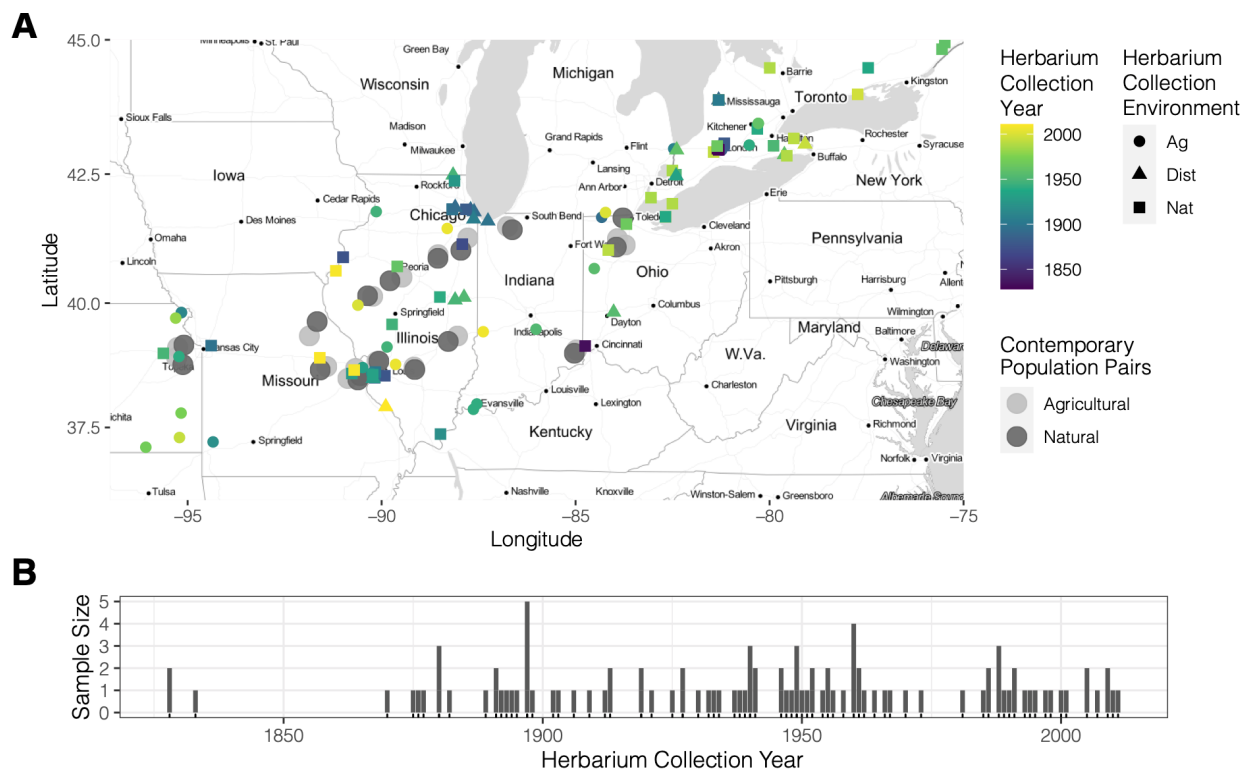 A
45.0
42.5
40.0
37.5
Latitude
−95
−90
−85
−80
−75
Longitude
Minneapolis
St. Paul
Green Bay
Wisconsin
Michigan
Barrie
Kingston
Sioux Falls
Mississauga
Toronto
Madison
Milwaukee
Grand Rapids
Flint
Kitchener
Hamilton
Rochester
Syracuse
London
Buffalo
Lansing
Iowa
Rockford
Ann Arbor
Detroit
New York
Erie
Cedar Rapids
Chicago
South Bend
Toledo
Des Moines
Cleveland
Omaha
Fort W
Akron
Pennsylvania
Lincoln
Peoria
Indiana
Ohio
Pittsburgh
Harrisburg
Allent
Springfield
Columbus
Wilmington
Illinois
Indianapolis
Dayton
Maryland
Baltimore
Kansas City
Cincinnati
Delaware
To
W.Va.
Washington
Missouri
Lo
Charleston
Louisville
Evansville
Lexington
Chesapeake Bay
ichita
Kentucky
Virginia
Richmond
Springfield
Norfolk
Virginia
Tulsa
Nashville
Knoxville
Winston-Salem
Greensboro
Albemarle Sound
Herbarium
Collection
Year
2000
1950
1900
1850
Herbarium
Collection
Environment
Ag
Dist
Nat
Contemporary
Population Pairs
Agricultural
Natural
B
Sample Size
5
4
3
2
1
0
1850
1900
1950
2000
Herbarium Collection Year